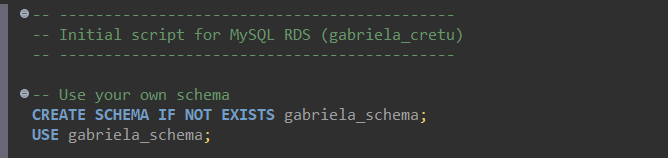 -- --------------------------------------------
-- Initial script for MySQL RDS (gabriela_cretu)
-- --------------------------------------------
-- Use your own schema
CREATE SCHEMA IF NOT EXISTS gabriela_schema;
USE gabriela_schema;